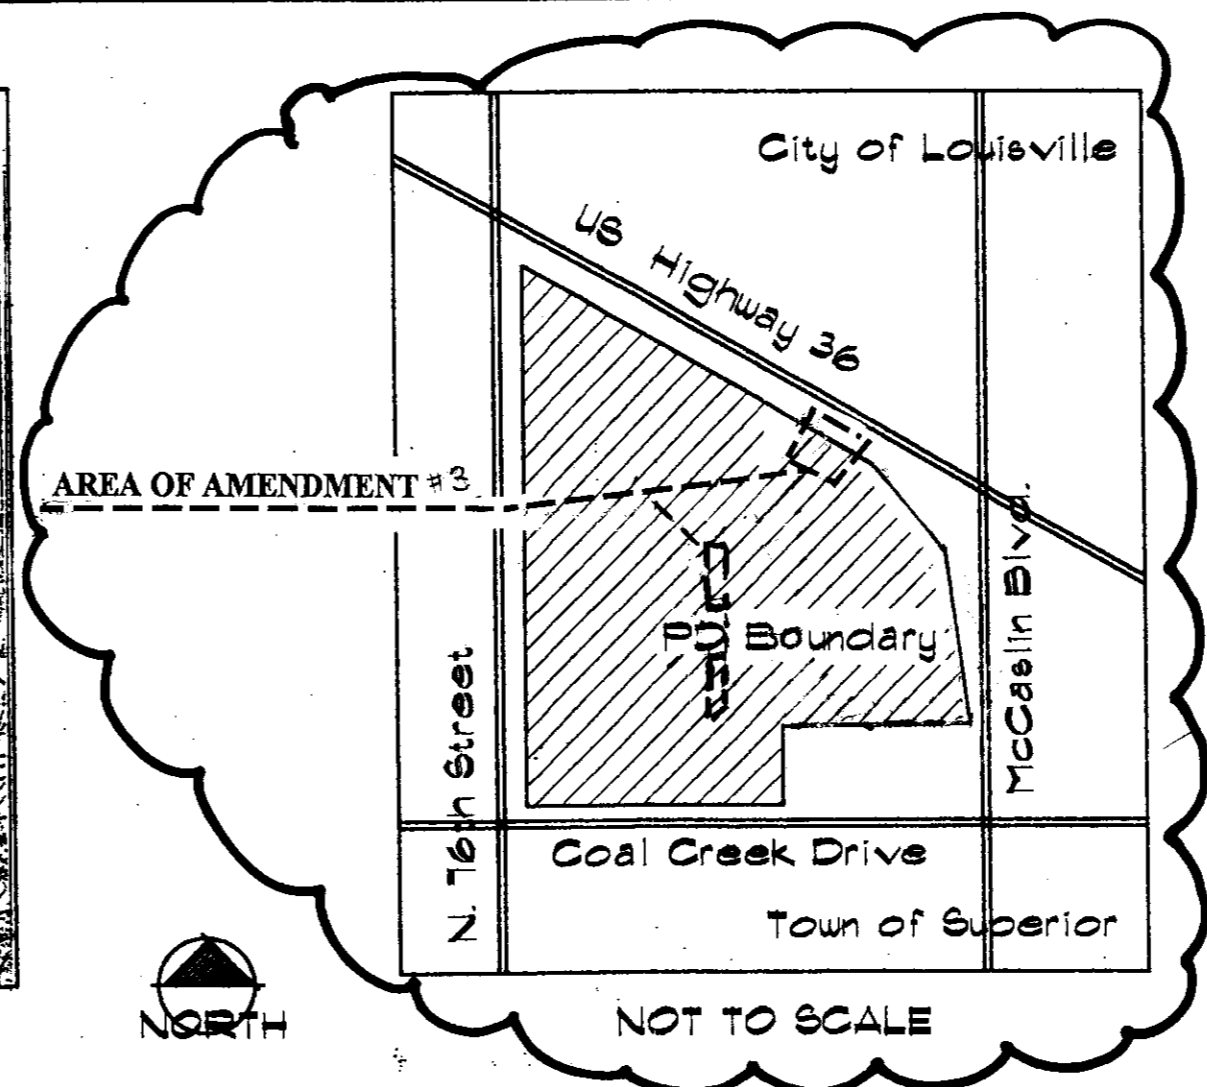 City of Louisville
US Highway 36
AREA OF AMENDMENT #3
PUD Boundary
McCaslin Blvd.
N. 76th Street
Coal Creek Drive
Town of Superior
NORTH
NOT TO SCALE